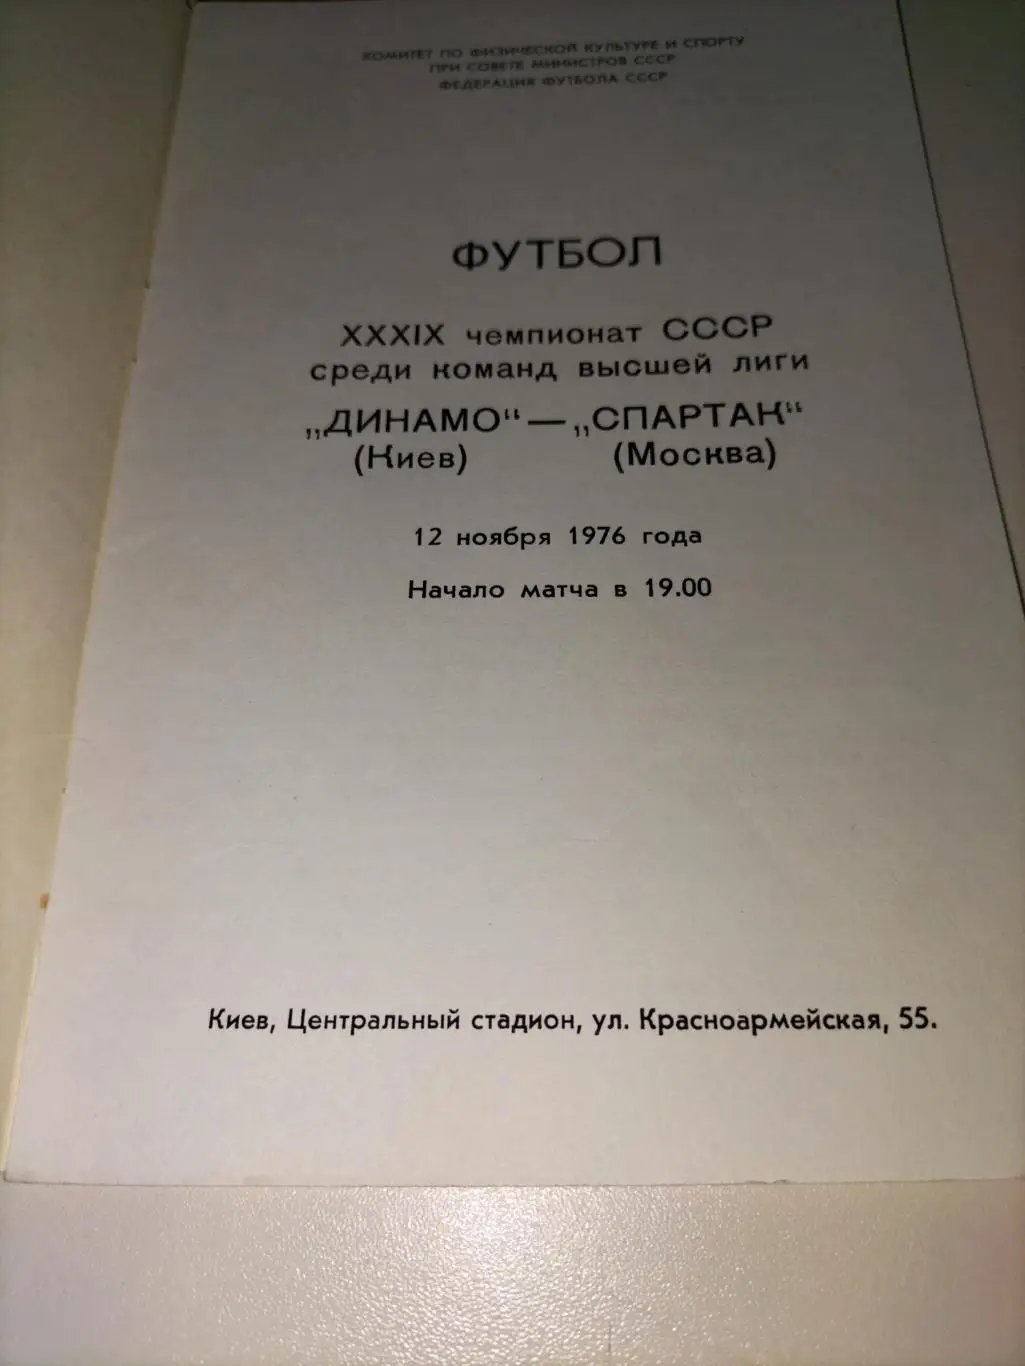 КОМИТЕТ ПО ФИЗИЧЕСКОЙ КУЛЬТУРЕ И СПОРТУ
ПРИ СОВЕТЕ МИНИСТРОВ СССР
ФЕДЕРАЦИЯ ФУТБОЛА СССР
ФУТБОЛ
XXXIX чемпионат СССР
среди команд высшей лиги
„ДИНАМО“ — „СПАРТАК“
(Киев) (Москва)
12 ноября 1976 года
Начало матча в 19.00
Киев, Центральный стадион, ул. Красноармейская, 55.